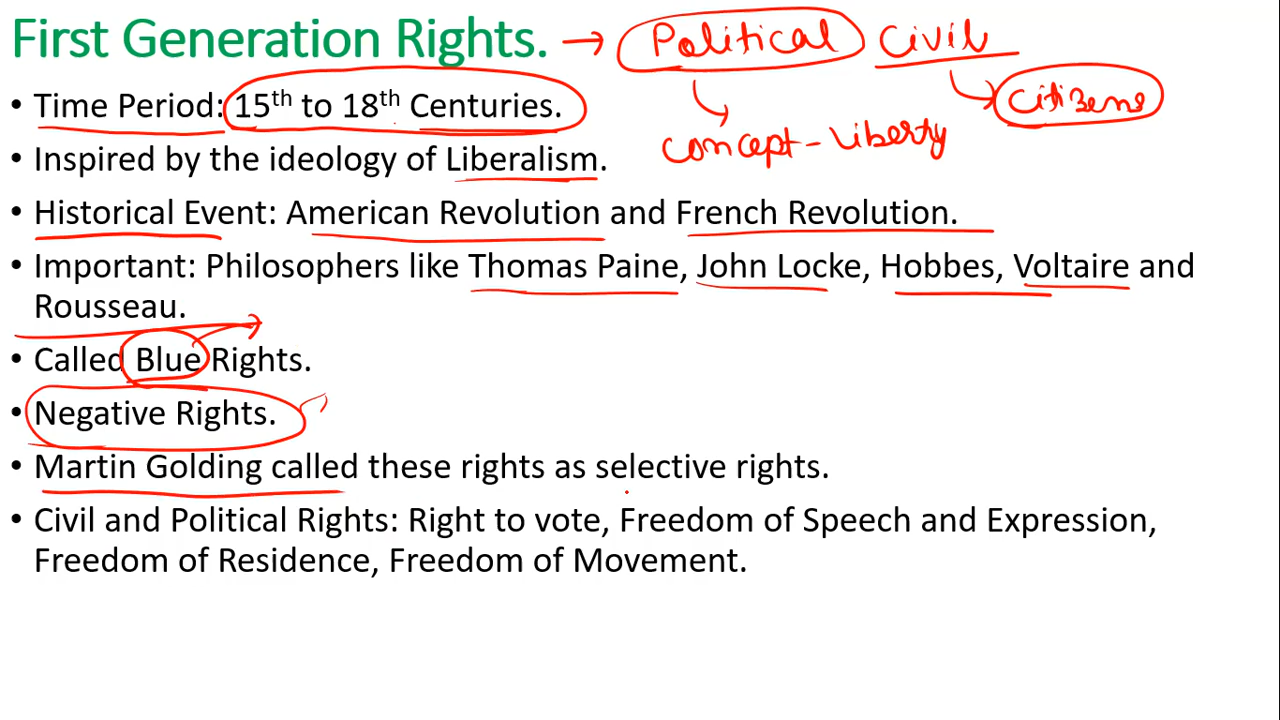 First Generation Rights. → Political Civil
• Time Period: 15th to 18th Centuries.
citizens
concept - Liberty
• Inspired by the ideology of Liberalism.
• Historical Event: American Revolution and French Revolution.
• Important: Philosophers like Thomas Paine, John Locke, Hobbes, Voltaire and
Rousseau.
• Called Blue Rights.
• Negative Rights.
• Martin Golding called these rights as selective rights.
• Civil and Political Rights: Right to vote, Freedom of Speech and Expression,
Freedom of Residence, Freedom of Movement.